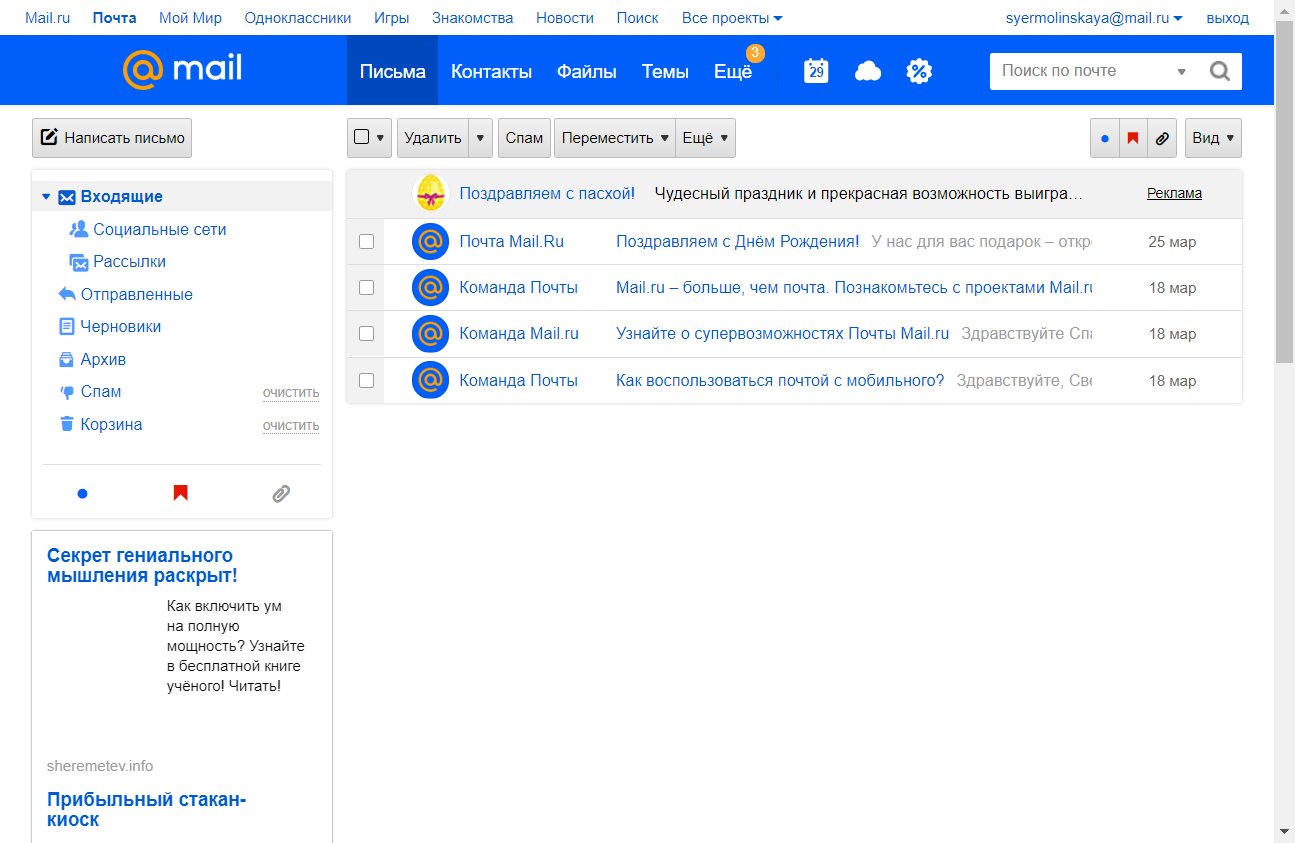 Mail.ru Почта Мой Мир Одноклассники Игры Знакомства Новости Поиск Все проекты syermolinskaya@mail.ru выход
@mail Письма Контакты Файлы Темы Ещё 3 29 % Поиск по почте
Написать письмо Удалить Спам Переместить Ещё Вид
Входящие
Социальные сети
Рассылки
Отправленные
Черновики
Архив
Спам очистить
Корзина очистить
Поздравляем с пасхой! Чудесный праздник и прекрасная возможность выигра… Реклама
Почта Mail.Ru Поздравляем с Днём Рождения! У нас для вас подарок – откр 25 мар
Команда Почты Mail.ru – больше, чем почта. Познакомьтесь с проектами Mail.ru 18 мар
Команда Mail.ru Узнайте о супервозможностях Почты Mail.ru Здравствуйте Спа 18 мар
Команда Почты Как воспользоваться почтой с мобильного? Здравствуйте, Све 18 мар
Секрет гениального
мышления раскрыт!
Как включить ум
на полную
мощность? Узнайте
в бесплатной книге
учёного! Читать!
sheremetev.info
Прибыльный стакан-
киоск